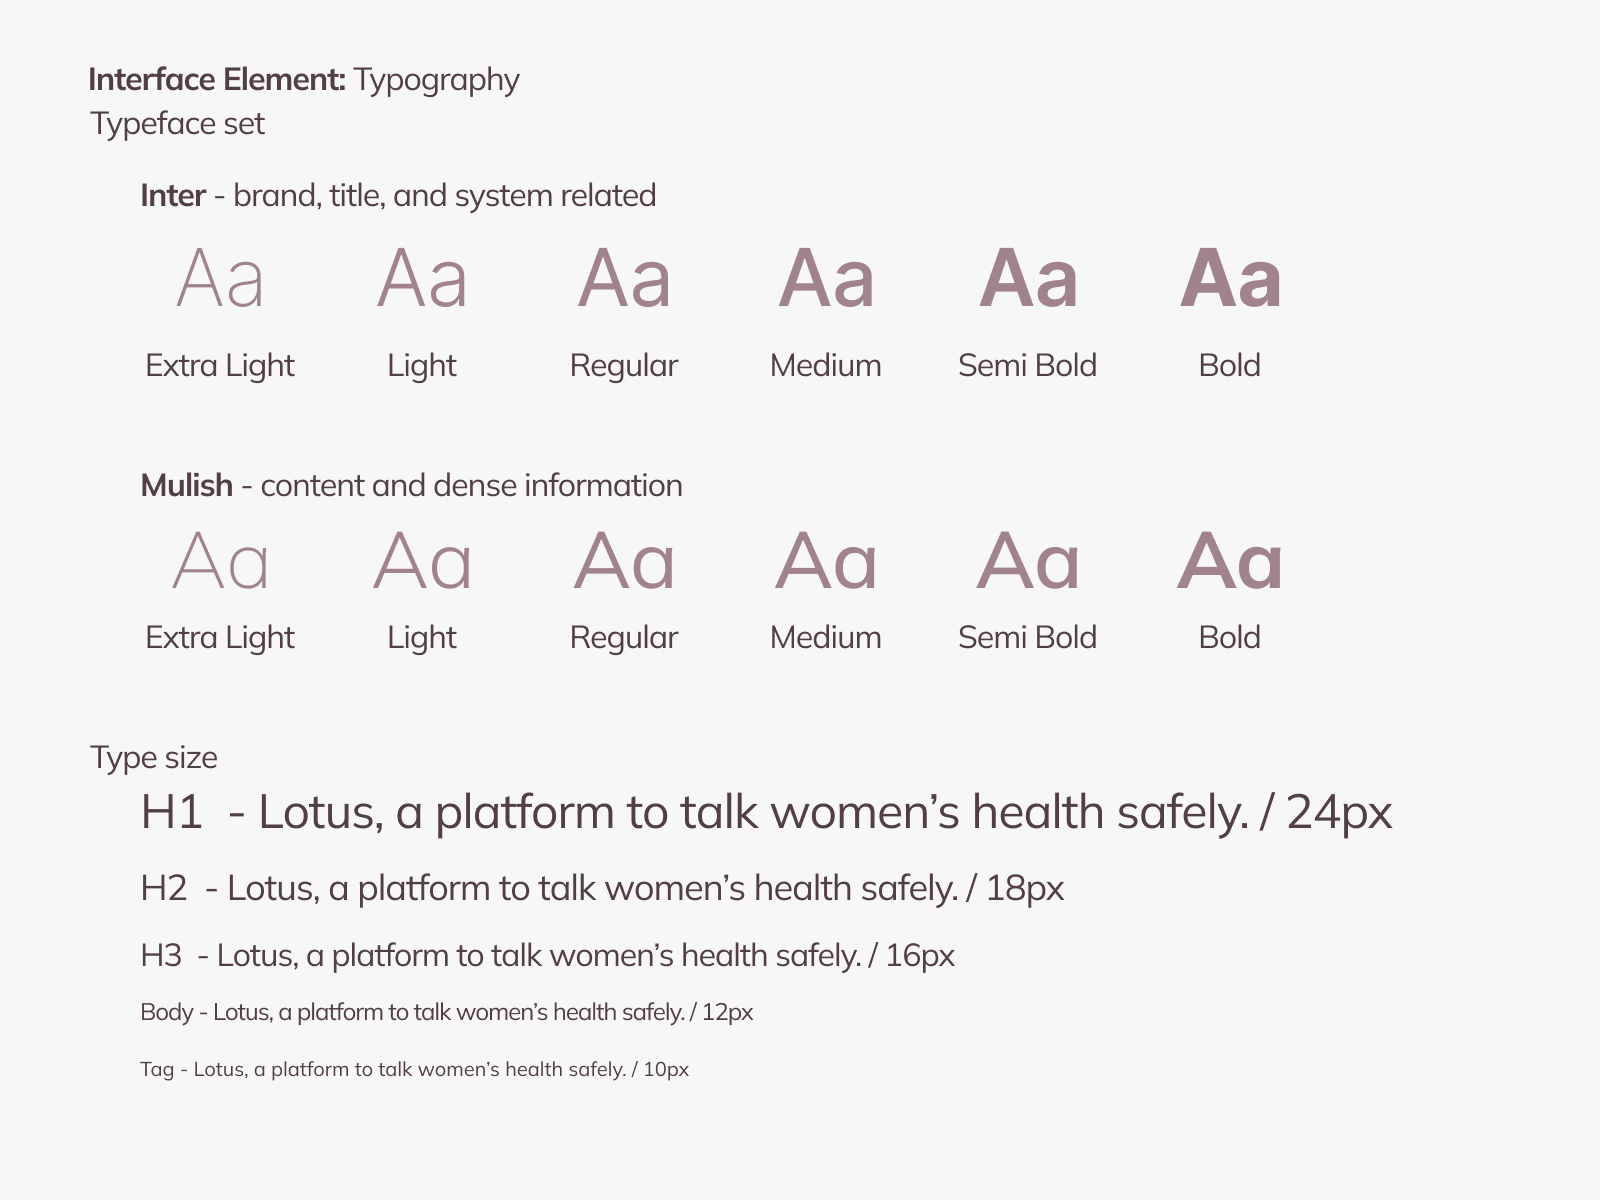 Interface Element: Typography
Typeface set
Inter - brand, title, and system related
Aa Aa Aa Aa Aa Aa
Extra Light Light Regular Medium Semi Bold Bold
Mulish - content and dense information
Aa Aa Aa Aa Aa Aa
Extra Light Light Regular Medium Semi Bold Bold
Type size
H1 - Lotus, a platform to talk women’s health safely. / 24px
H2 - Lotus, a platform to talk women’s health safely. / 18px
H3 - Lotus, a platform to talk women’s health safely. / 16px
Body - Lotus, a platform to talk women’s health safely. / 12px
Tag - Lotus, a platform to talk women’s health safely. / 10px